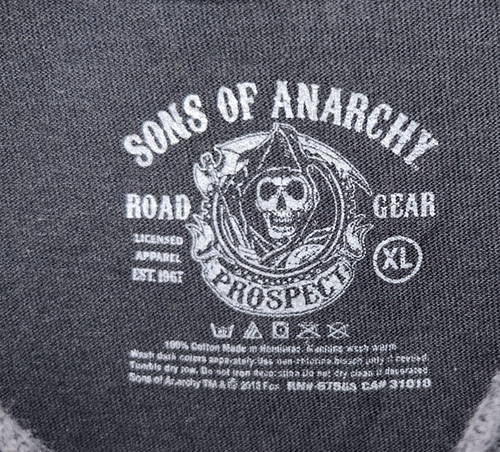 SONS OF ANARCHY
ROAD GEAR
LICENSED
APPAREL
EST. 1967
XL
PROSPECT
100% Cotton Made in Honduras. Machine wash warm
Wash dark colors separately Use non-chlorine bleach only if needed
Tumble dry low. Do not iron decoration Do not dry clean if decorated
Sons of Anarchy TM & © 2013 Fox. RN# CA# 31010